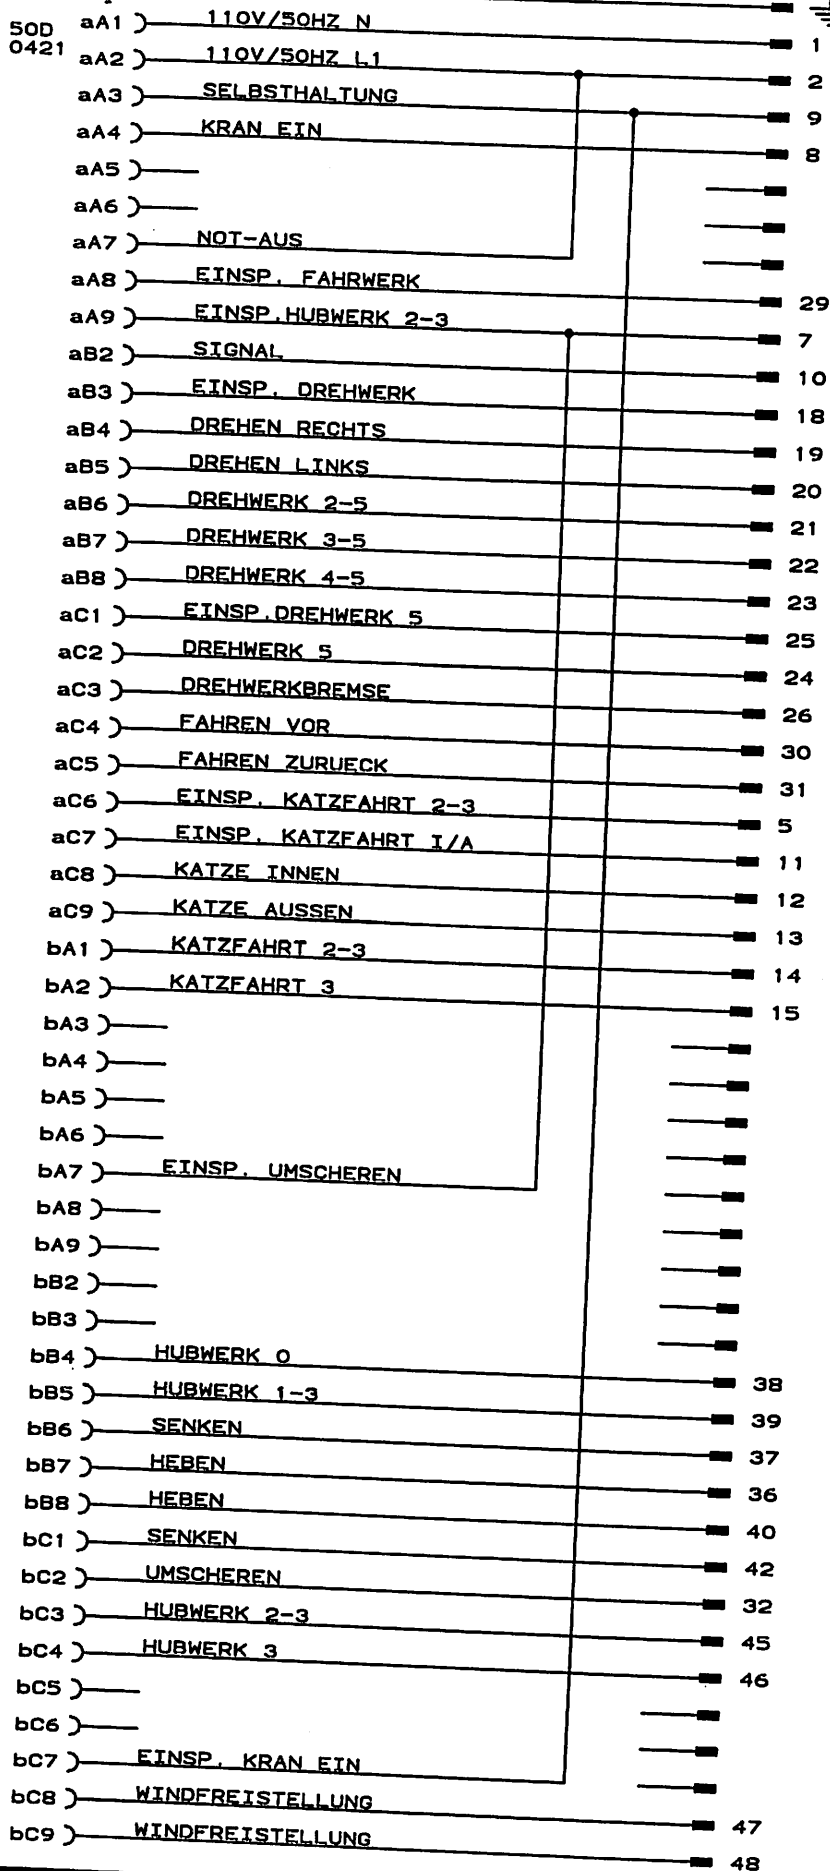 50D
0421
aA1 110V/50HZ N 1
aA2 110V/50HZ L1 2
aA3 SELBSTHALTUNG 9
aA4 KRAN EIN 8
aA5
aA6
aA7 NOT-AUS
aA8 EINSP. FAHRWERK 29
aA9 EINSP.HUBWERK 2-3 7
aB2 SIGNAL 10
aB3 EINSP. DREHWERK 18
aB4 DREHEN RECHTS 19
aB5 DREHEN LINKS 20
aB6 DREHWERK 2-5 21
aB7 DREHWERK 3-5 22
aB8 DREHWERK 4-5 23
aC1 EINSP.DREHWERK 5 25
aC2 DREHWERK 5 24
aC3 DREHWERKBREMSE 26
aC4 FAHREN VOR 30
aC5 FAHREN ZURUECK 31
aC6 EINSP. KATZFAHRT 2-3 5
aC7 EINSP. KATZFAHRT I/A 11
aC8 KATZE INNEN 12
aC9 KATZE AUSSEN 13
bA1 KATZFAHRT 2-3 14
bA2 KATZFAHRT 3 15
bA3
bA4
bA5
bA6
bA7 EINSP. UMSCHEREN
bA8
bA9
bB2
bB3
bB4 HUBWERK 0 38
bB5 HUBWERK 1-3 39
bB6 SENKEN 37
bB7 HEBEN 36
bB8 HEBEN 40
bC1 SENKEN 42
bC2 UMSCHEREN 32
bC3 HUBWERK 2-3 45
bC4 HUBWERK 3 46
bC5
bC6
bC7 EINSP. KRAN EIN
bC8 WINDFREISTELLUNG 47
bC9 WINDFREISTELLUNG 48